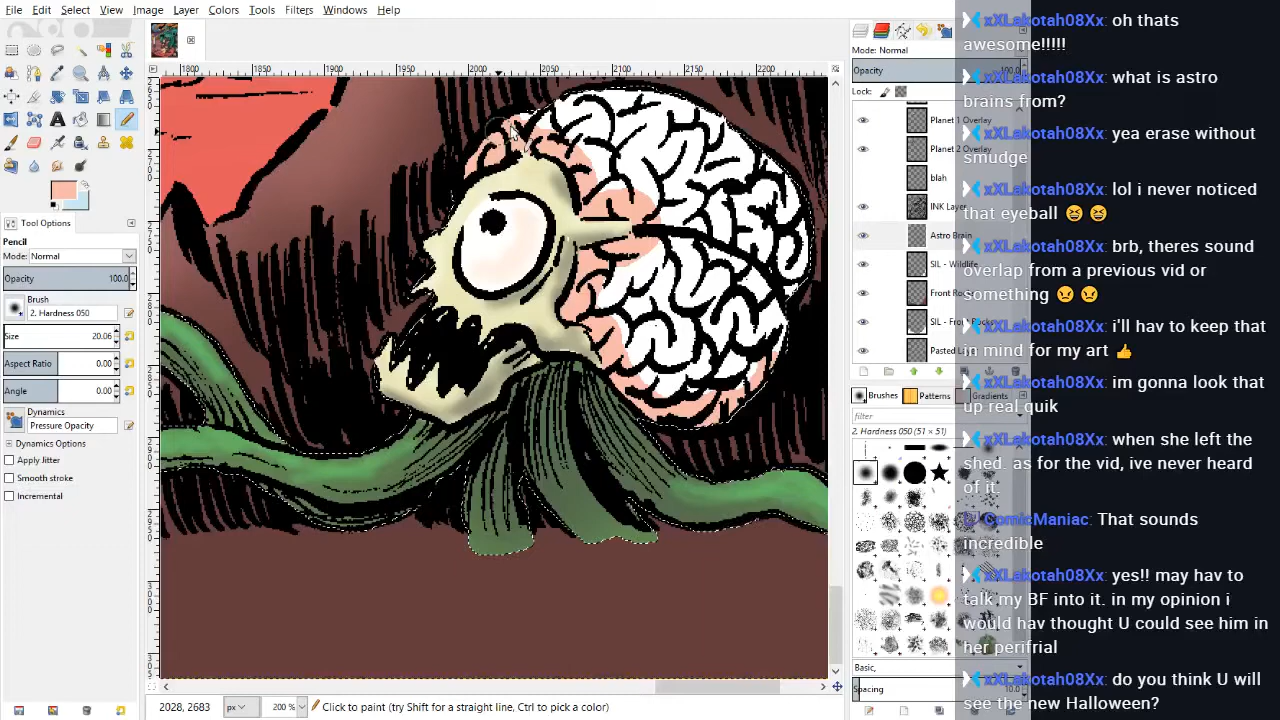 File Edit Select View Image Layer Colors Tools Filters Windows Help
Mode: Normal
Opacity 100.0
Lock:
Planet 1 Overlay
Planet 2 Overlay
blah
INK Layer
Astro Brain
SIL - Wildlife
Front Ro
SIL - Fro
Pasted La
Brushes Patterns Gradients
filter
2. Hardness 050 (51 × 51)
Basic,
Spacing 10.0
Tool Options
Pencil
Mode: Normal
Opacity 100.0
Brush
2. Hardness 050
Size 20.06
Aspect Ratio 0.00
Angle 0.00
Dynamics
Pressure Opacity
Dynamics Options
Apply Jitter
Smooth stroke
Incremental
1800 1850 1900 1950 2000 2050 2100 2150 2200
2028, 2683 px 200 % Click to paint (try Shift for a straight line, Ctrl to pick a color)
xXLakotah08Xx: oh thats
awesome!!!!!
xXLakotah08Xx: what is astro
brains from?
xXLakotah08Xx: yea erase without
smudge
xXLakotah08Xx: lol i never noticed
that eyeball 😆 😆
xXLakotah08Xx: brb, theres sound
overlap from a previous vid or
something 😠 😠
xXLakotah08Xx: i'll hav to keep that
in mind for my art 👍
xXLakotah08Xx: im gonna look that
up real quik
xXLakotah08Xx: when she left the
shed. as for the vid, ive never heard
of it.
ComicManiac: That sounds
incredible
xXLakotah08Xx: yes!! may hav to
talk my BF into it. in my opinion i
would hav thought U could see him in
her perifrial
xXLakotah08Xx: do you think U will
see the new Halloween?